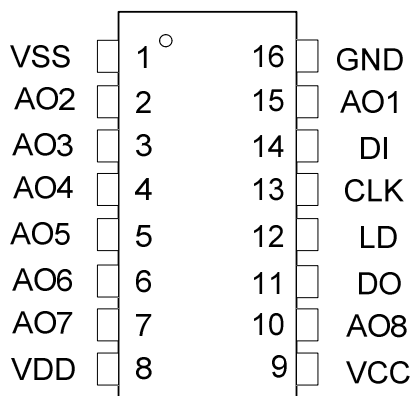 VSS 1 16 GND
AO2 2 15 AO1
AO3 3 14 DI
AO4 4 13 CLK
AO5 5 12 LD
AO6 6 11 DO
AO7 7 10 AO8
VDD 8 9 VCC